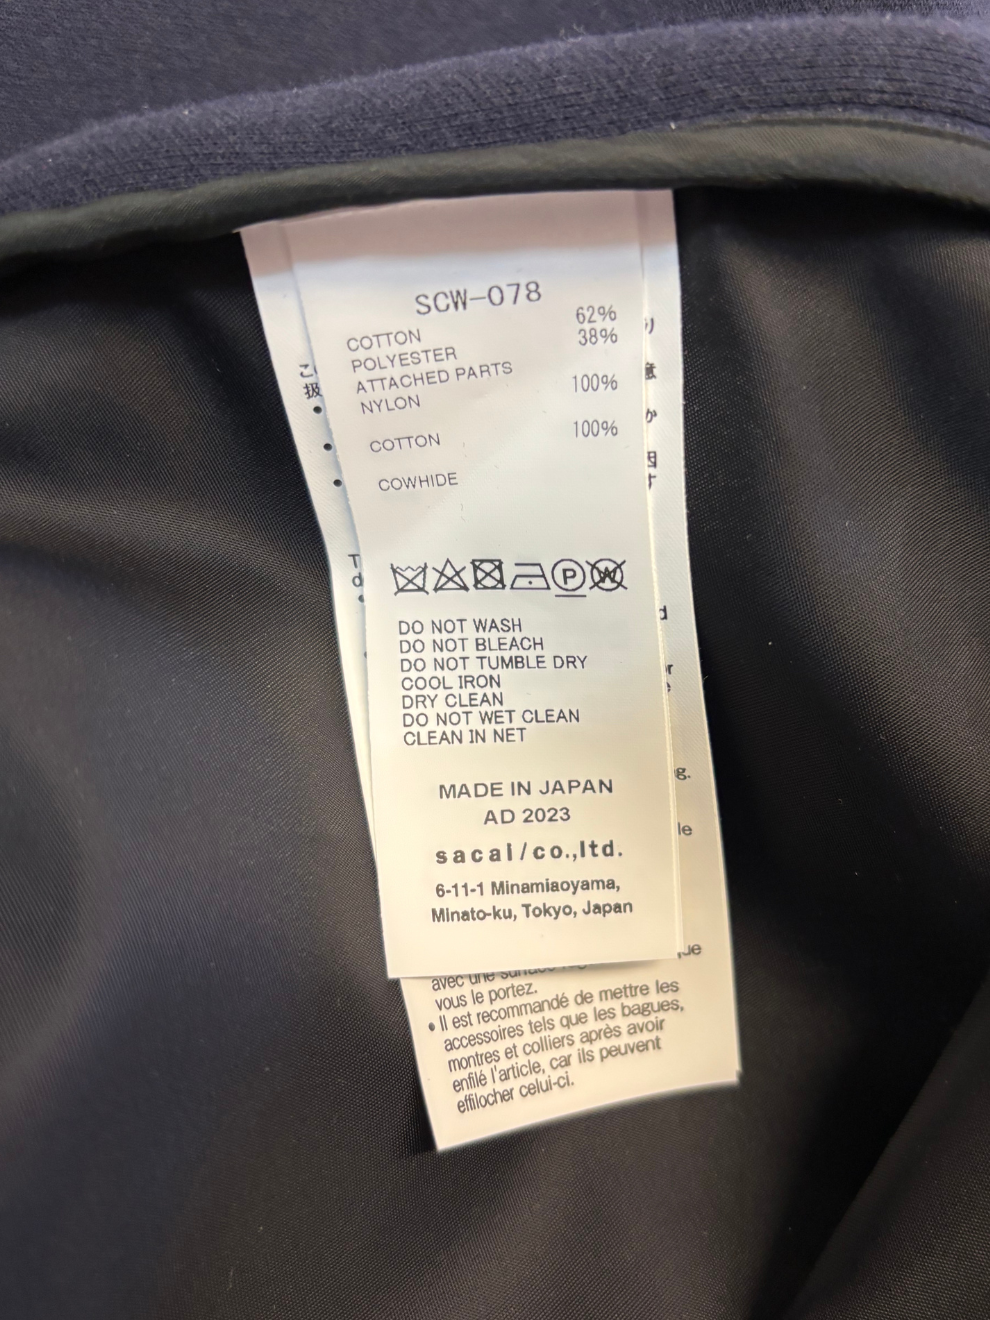 SCW-078
COTTON 62%
POLYESTER 38%
ATTACHED PARTS
NYLON 100%
COTTON 100%
COWHIDE
P W
DO NOT WASH
DO NOT BLEACH
DO NOT TUMBLE DRY
COOL IRON
DRY CLEAN
DO NOT WET CLEAN
CLEAN IN NET
MADE IN JAPAN
AD 2023
sacai/co.,ltd.
6-11-1 Minamiaoyama,
Minato-ku, Tokyo, Japan
avec une
vous le portez.
• Il est recommandé de mettre les
accessoires tels que les bagues,
montres et colliers après avoir
enfilé l'article, car ils peuvent
effilocher celui-ci.